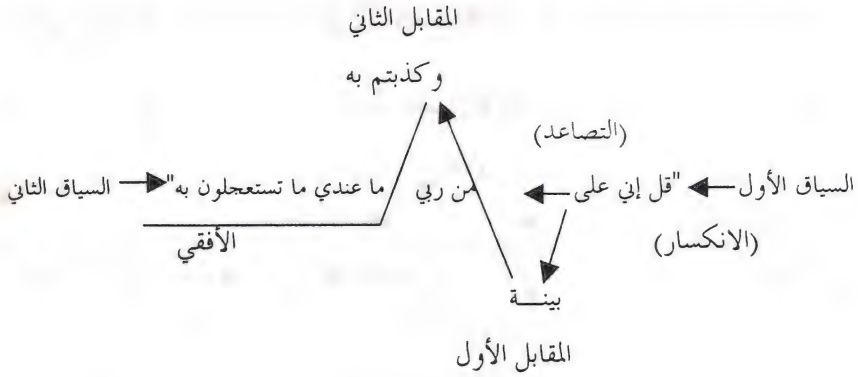 المقابل الثاني
وكذبتم به
(التصاعد)
السياق الأول "قل إني على من ربي ما عندي ما تستعجلون به" السياق الثاني
(الانكسار) الأفقي
بينـــة
المقابل الأول